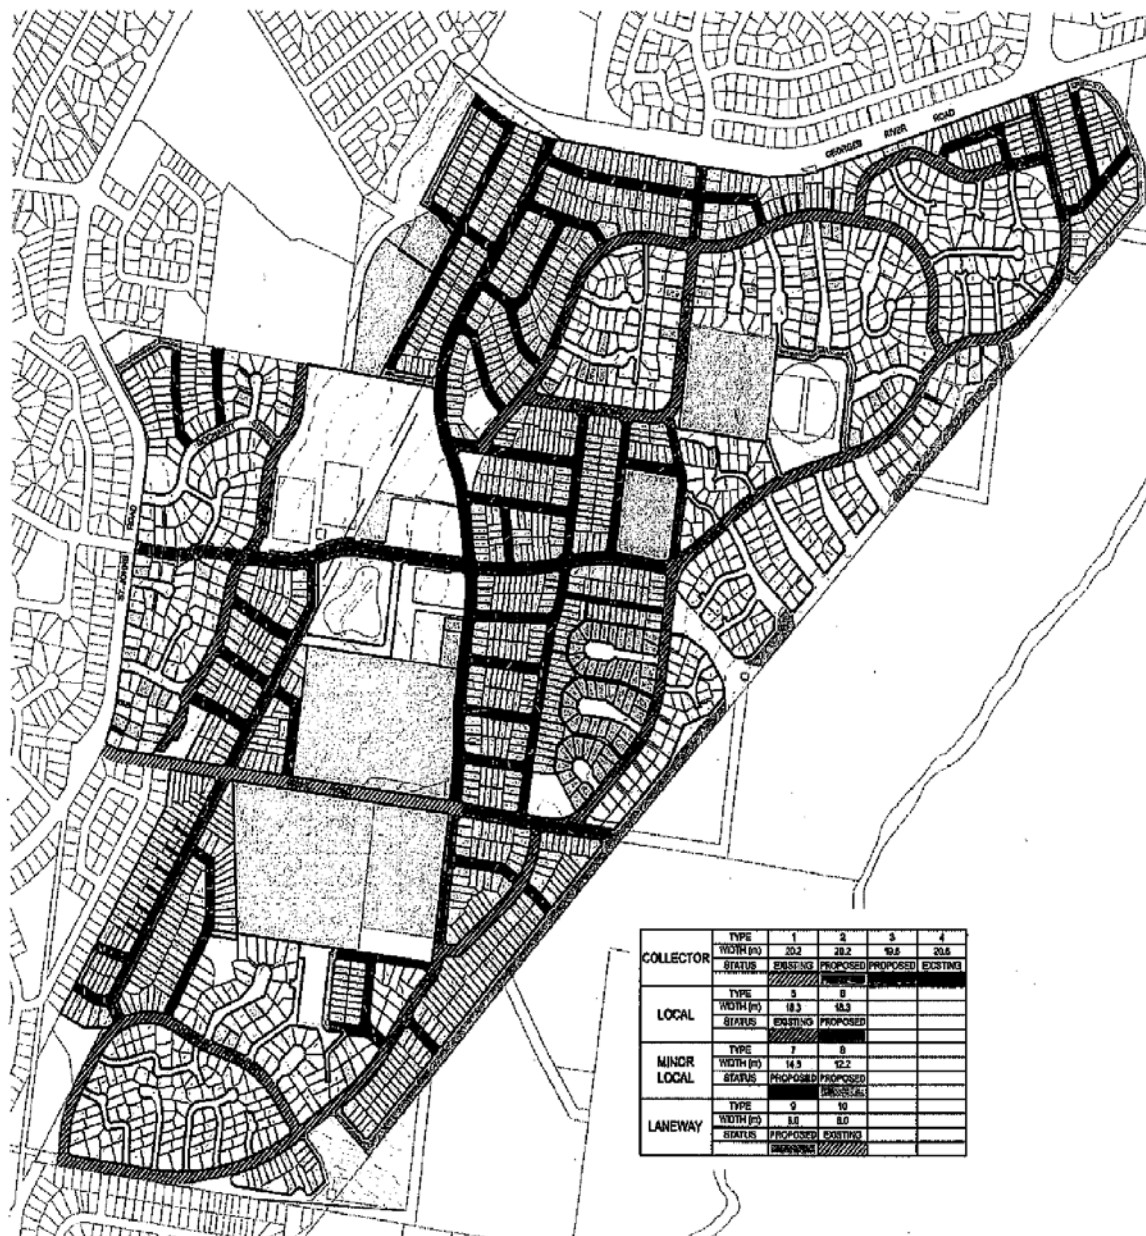 GEORGES RIVER ROAD
ROAD
COLLECTOR
TYPE 1 2 3 4
WIDTH (m) 20.2 20.2 19.6 20.6
STATUS EXISTING PROPOSED PROPOSED EXISTING
LOCAL
TYPE 5 6
WIDTH (m) 18.3 18.3
STATUS EXISTING PROPOSED
MINOR LOCAL
TYPE 7 8
WIDTH (m) 14.3 12.2
STATUS PROPOSED PROPOSED
LANEWAY
TYPE 9 10
WIDTH (m) 8.0 6.0
STATUS PROPOSED EXISTING